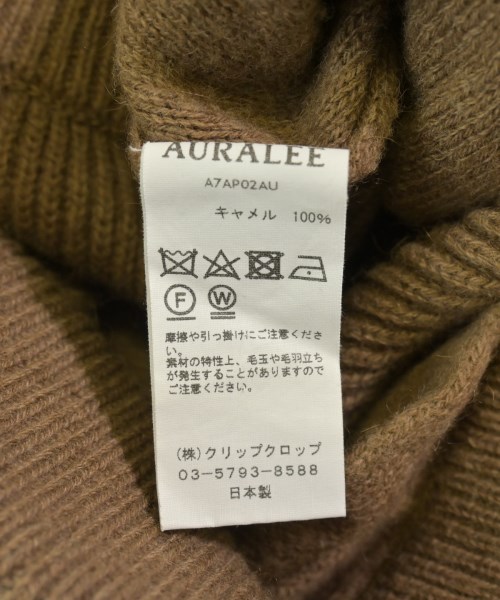 AURALEE
A7AP02AU
キャメル 100%
F W
摩擦や引っ掛けにご注意くださ
い。
素材の特性上、毛玉や毛羽立ち
が発生することがありますので
ご注意ください。
(株)クリップクロップ
03-5793-8588
日本製